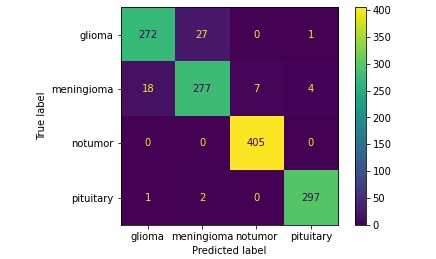 glioma 272 27 0 1
meningioma 18 277 7 4
notumor 0 0 405 0
pituitary 1 2 0 297
glioma meningioma notumor pituitary
Predicted label
True label
400
350
300
250
200
150
100
50
0